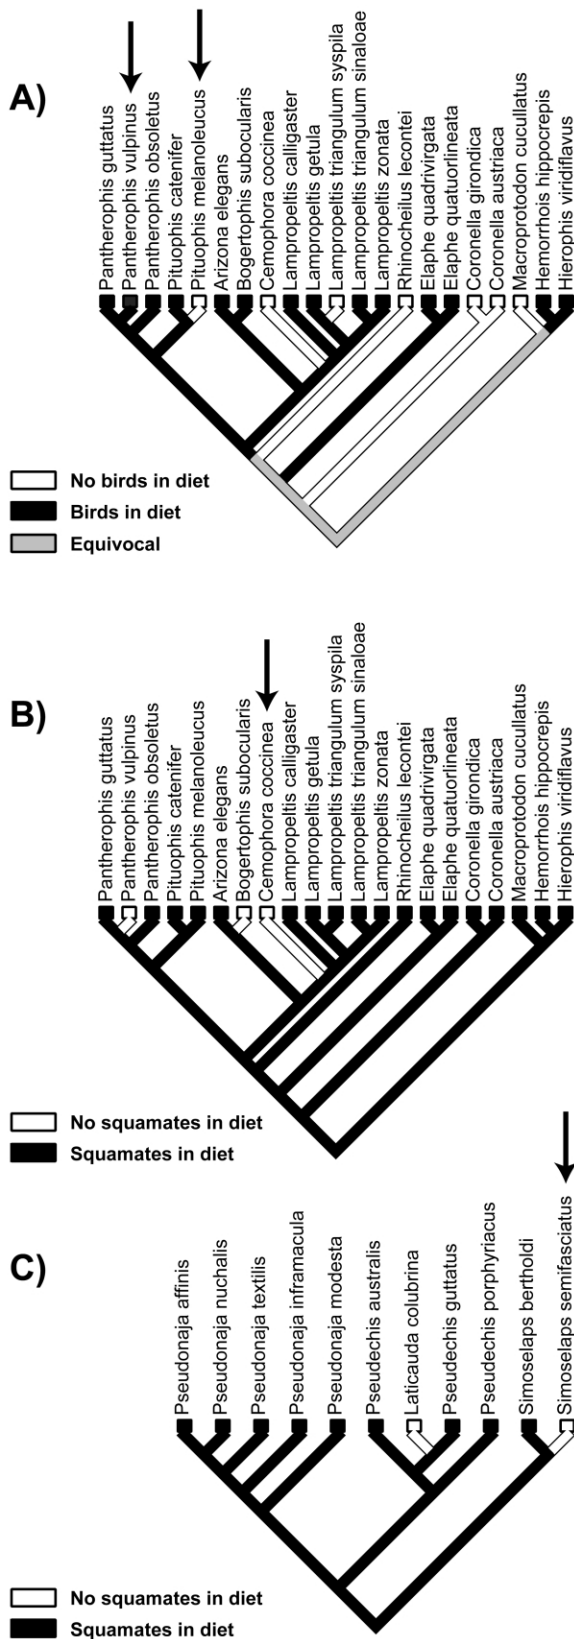 A)
Pantherophis guttatus
Pantherophis vulpinus
Pantherophis obsoletus
Pituophis catenifer
Pituophis melanoleucus
Arizona elegans
Bogertophis subocularis
Cemophora coccinea
Lampropeltis calligaster
Lampropeltis getula
Lampropeltis triangulum syspila
Lampropeltis triangulum sinaloae
Lampropeltis zonata
Rhinocheilus lecontei
Elaphe quadrivirgata
Elaphe quatuorlineata
Coronella girondica
Coronella austriaca
Macroprotodon cucullatus
Hemorrhois hippocrepis
Hierophis viridiflavus
No birds in diet
Birds in diet
Equivocal
B)
Pantherophis guttatus
Pantherophis vulpinus
Pantherophis obsoletus
Pituophis catenifer
Pituophis melanoleucus
Arizona elegans
Bogertophis subocularis
Cemophora coccinea
Lampropeltis calligaster
Lampropeltis getula
Lampropeltis triangulum syspila
Lampropeltis triangulum sinaloae
Lampropeltis zonata
Rhinocheilus lecontei
Elaphe quadrivirgata
Elaphe quatuorlineata
Coronella girondica
Coronella austriaca
Macroprotodon cucullatus
Hemorrhois hippocrepis
Hierophis viridiflavus
No squamates in diet
Squamates in diet
C)
Pseudonaja affinis
Pseudonaja nuchalis
Pseudonaja textilis
Pseudonaja inframacula
Pseudonaja modesta
Pseudechis australis
Laticauda colubrina
Pseudechis guttatus
Pseudechis porphyriacus
Simoselaps bertholdi
Simoselaps semifasciatus
No squamates in diet
Squamates in diet